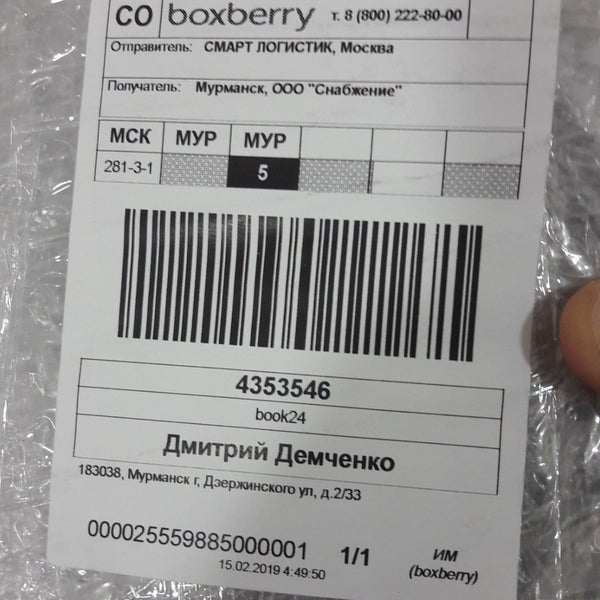 CO boxberry т. 8 (800) 222-80-00
Отправитель: СМАРТ ЛОГИСТИК, Москва
Получатель: Мурманск, ООО "Снабжение"
МСК МУР МУР
281-3-1 5
4353546
book24
Дмитрий Демченко
183038, Мурманск г, Дзержинского ул, д.2/33
0000255598850000001 1/1 ИМ
15.02.2019 4:49:50 (boxberry)